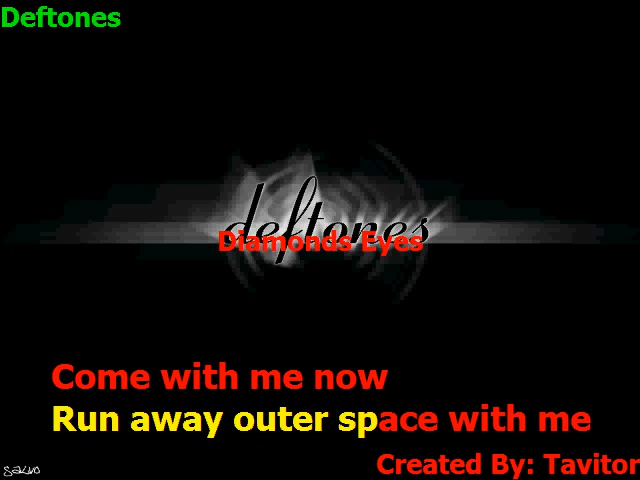 Deftones
deftones
Diamonds Eyes
Come with me now
Run away outer space with me
Created By: Tavitor